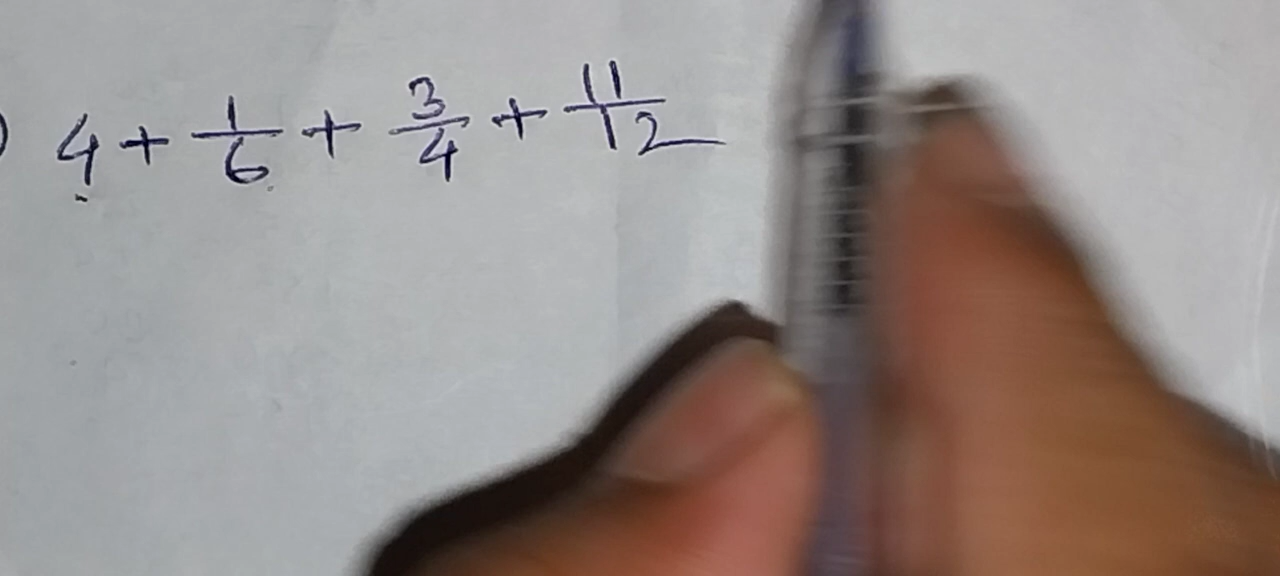 ) 4 + 1/6 + 3/4 + 11/12